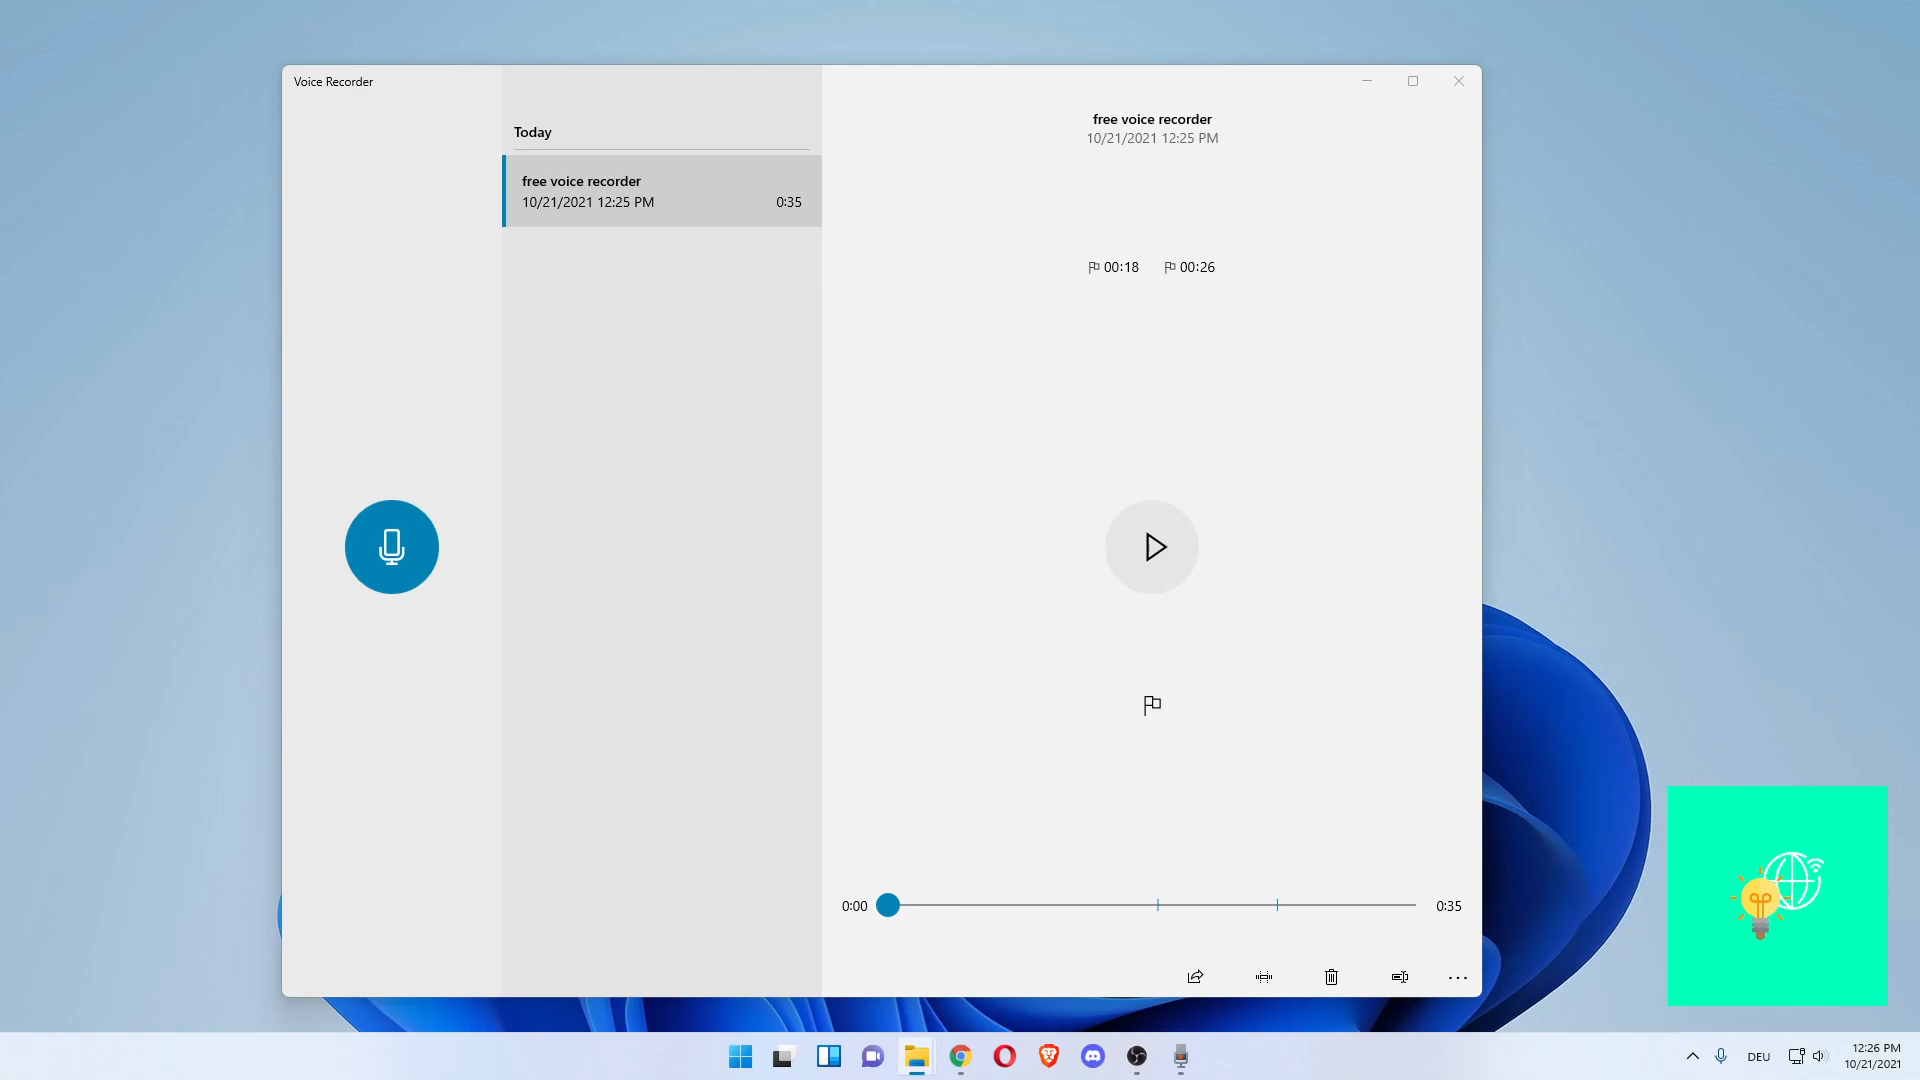 Voice Recorder
Today
free voice recorder
10/21/2021 12:25 PM 0:35
free voice recorder
10/21/2021 12:25 PM
00:18 00:26
0:00 0:35
DEU
12:26 PM
10/21/2021